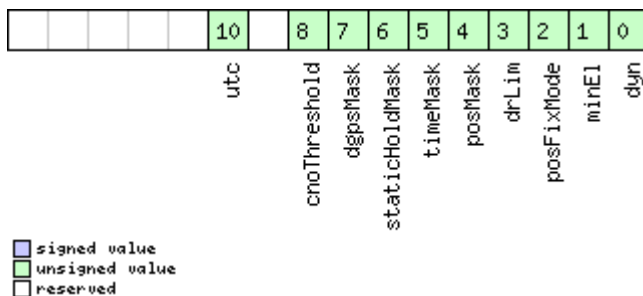 10 8 7 6 5 4 3 2 1 0
utc
cnoThreshold
dgpsMask
staticHoldMask
timeMask
posMask
drLim
posFixMode
minEl
dyn
signed value
unsigned value
reserved